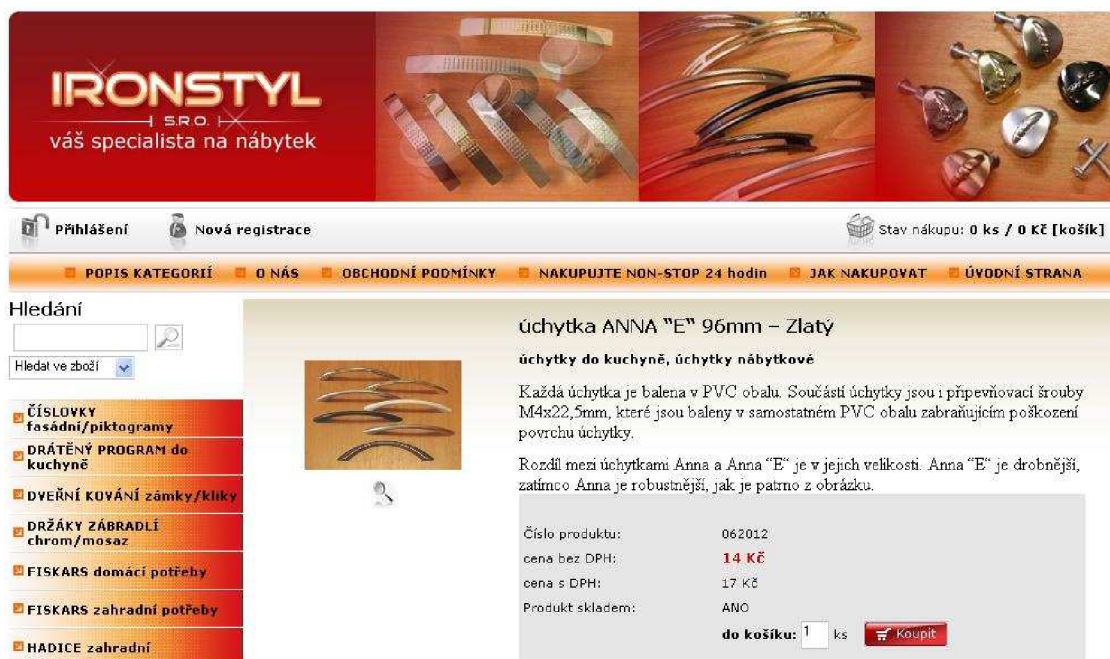 IRONSTYL
S.R.O.
váš specialista na nábytek
Přihlášení
Nová registrace
Stav nákupu: 0 ks / 0 Kč [košík]
POPIS KATEGORIÍ
O NÁS
OBCHODNÍ PODMÍNKY
NAKUPUJTE NON-STOP 24 hodin
JAK NAKUPOVAT
ÚVODNÍ STRANA
Hledání
Hledat ve zboží
ČÍSLOVKY
fasádní/piktogramy
DRÁTĚNÝ PROGRAM do
kuchyně
DVEŘNÍ KOVÁNÍ zámky/kliky
DRŽÁKY ZÁBRADLÍ
chrom/mosaz
FISKARS domácí potřeby
FISKARS zahradní potřeby
HADICE zahradní
úchytka ANNA "E" 96mm – Zlatý
úchytky do kuchyně, úchytky nábytkové
Každá úchytka je balena v PVC obalu. Součástí úchytky jsou i připevňovací šrouby
M4x22,5mm, které jsou baleny v samostatném PVC obalu zabraňujícím poškození
povrchu úchytky.
Rozdíl mezi úchytkami Anna a Anna "E" je v jejich velikosti. Anna "E" je drobnější,
zatímco Anna je robustnější, jak je patrno z obrázku.
Číslo produktu: 062012
cena bez DPH: 14 Kč
cena s DPH: 17 Kč
Produkt skladem: ANO
do košíku: 1 ks Koupit